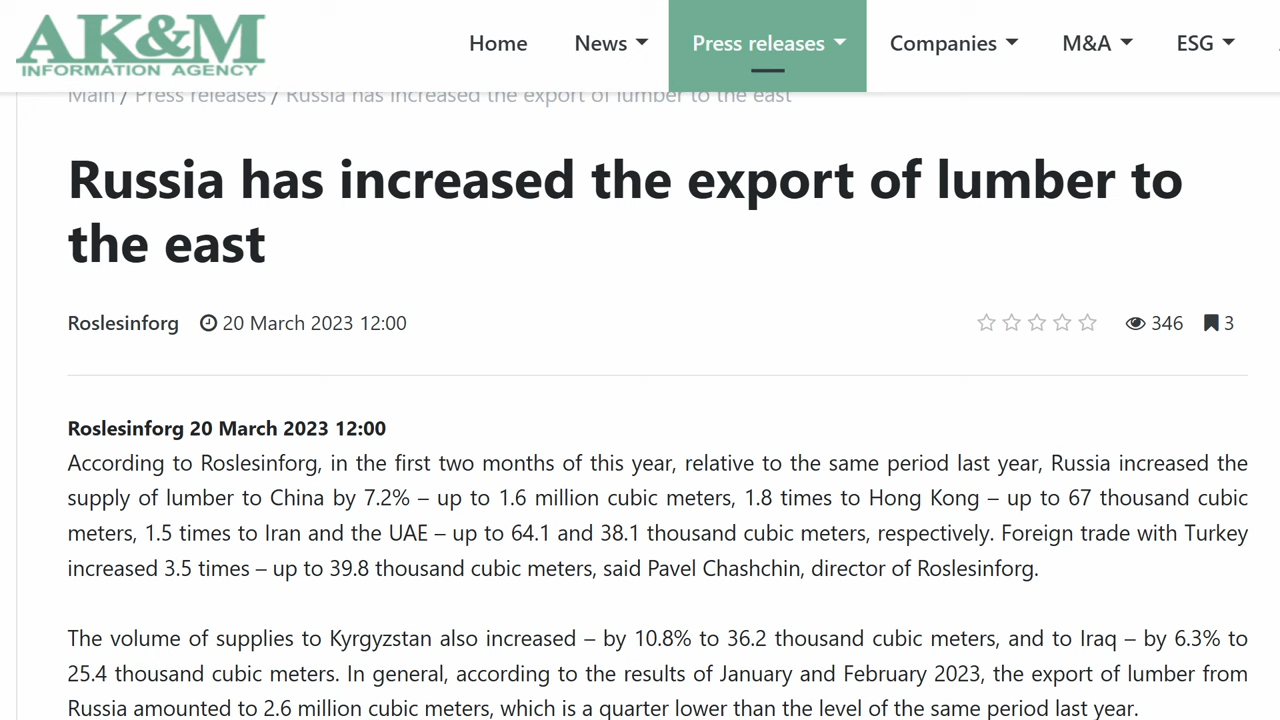 AK&M
INFORMATION AGENCY
Home News Press releases Companies M&A ESG
Main / Press releases / Russia has increased the export of lumber to the east
Russia has increased the export of lumber to
the east
Roslesinforg 20 March 2023 12:00 346 3
Roslesinforg 20 March 2023 12:00
According to Roslesinforg, in the first two months of this year, relative to the same period last year, Russia increased the
supply of lumber to China by 7.2% – up to 1.6 million cubic meters, 1.8 times to Hong Kong – up to 67 thousand cubic
meters, 1.5 times to Iran and the UAE – up to 64.1 and 38.1 thousand cubic meters, respectively. Foreign trade with Turkey
increased 3.5 times – up to 39.8 thousand cubic meters, said Pavel Chashchin, director of Roslesinforg.
The volume of supplies to Kyrgyzstan also increased – by 10.8% to 36.2 thousand cubic meters, and to Iraq – by 6.3% to
25.4 thousand cubic meters. In general, according to the results of January and February 2023, the export of lumber from
Russia amounted to 2.6 million cubic meters, which is a quarter lower than the level of the same period last year.